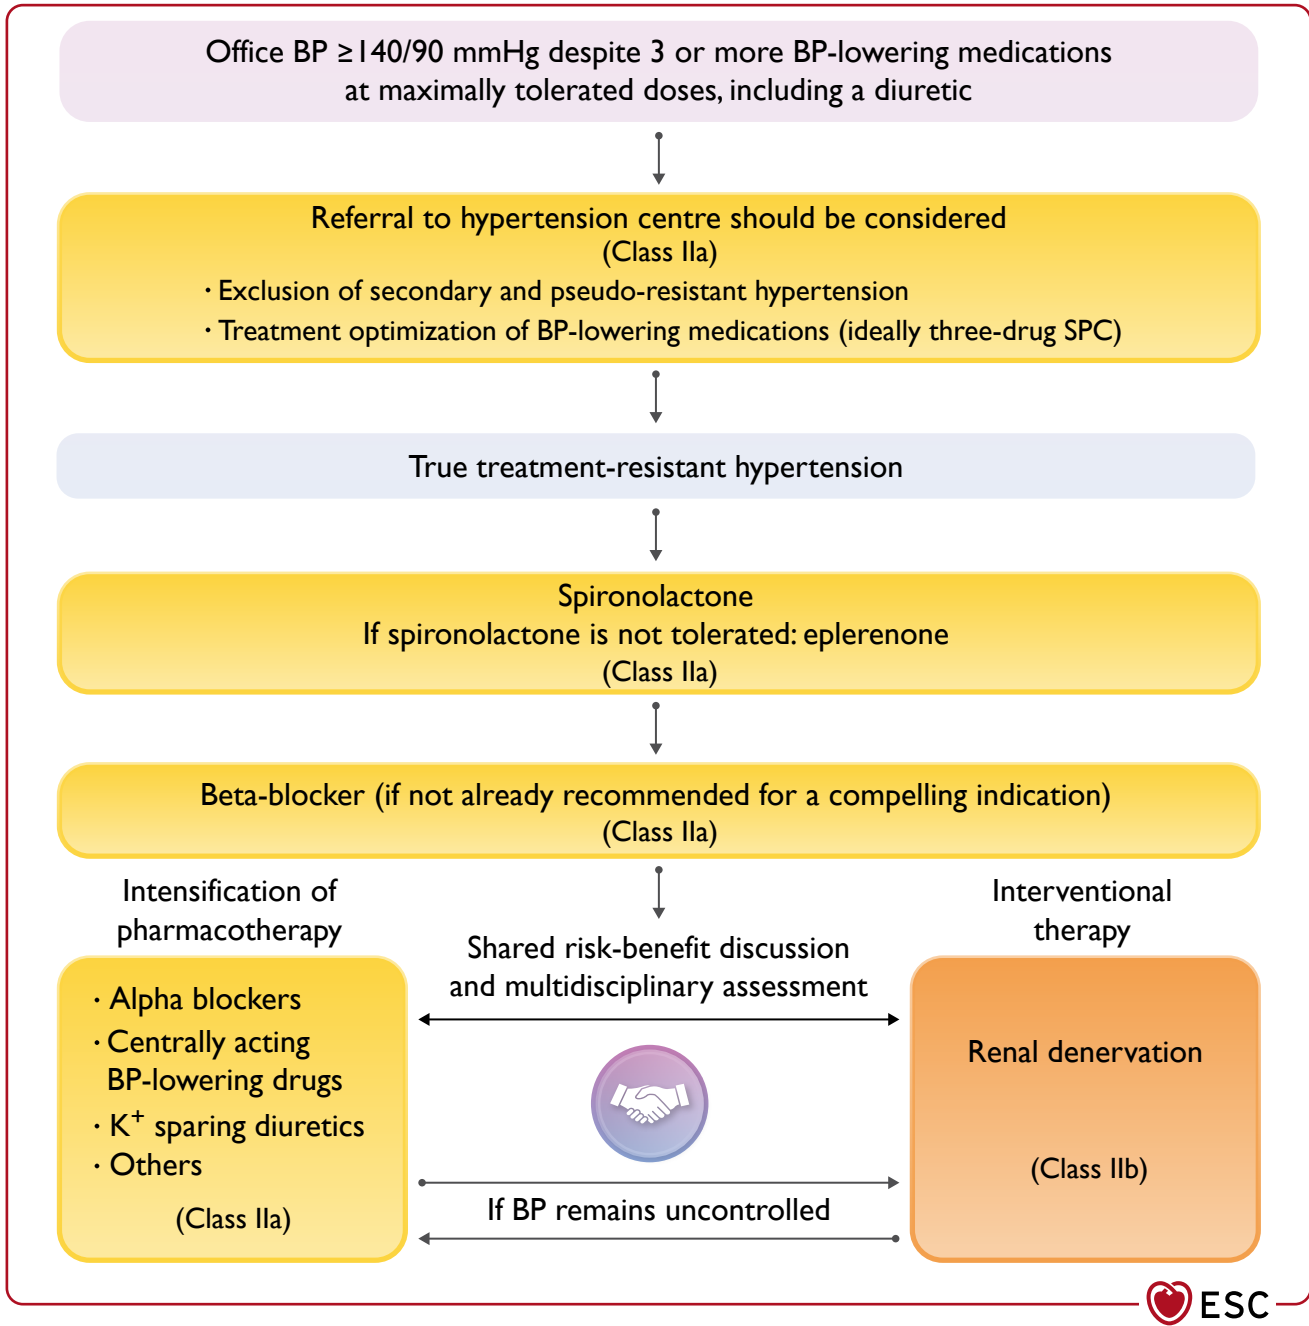 Office BP ≥140/90 mmHg despite 3 or more BP-lowering medications
at maximally tolerated doses, including a diuretic
Referral to hypertension centre should be considered
(Class IIa)
· Exclusion of secondary and pseudo-resistant hypertension
· Treatment optimization of BP-lowering medications (ideally three-drug SPC)
True treatment-resistant hypertension
Spironolactone
If spironolactone is not tolerated: eplerenone
(Class IIa)
Beta-blocker (if not already recommended for a compelling indication)
(Class IIa)
Intensification of
pharmacotherapy
· Alpha blockers
· Centrally acting
BP-lowering drugs
· K⁺ sparing diuretics
· Others
(Class IIa)
Shared risk-benefit discussion
and multidisciplinary assessment
If BP remains uncontrolled
Interventional
therapy
Renal denervation
(Class IIb)
ESC